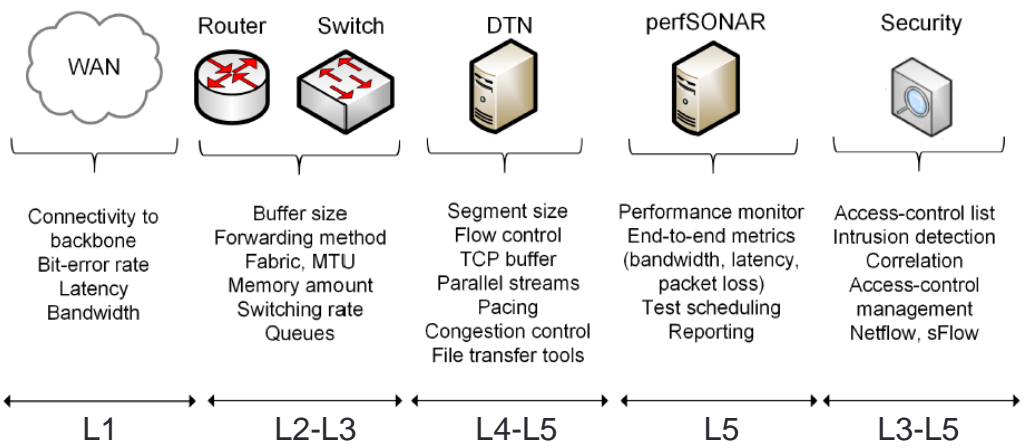 WAN
Router
Switch
DTN
perfSONAR
Security
Connectivity to
backbone
Bit-error rate
Latency
Bandwidth
Buffer size
Forwarding method
Fabric, MTU
Memory amount
Switching rate
Queues
Segment size
Flow control
TCP buffer
Parallel streams
Pacing
Congestion control
File transfer tools
Performance monitor
End-to-end metrics
(bandwidth, latency,
packet loss)
Test scheduling
Reporting
Access-control list
Intrusion detection
Correlation
Access-control
management
Netflow, sFlow
L1
L2-L3
L4-L5
L5
L3-L5